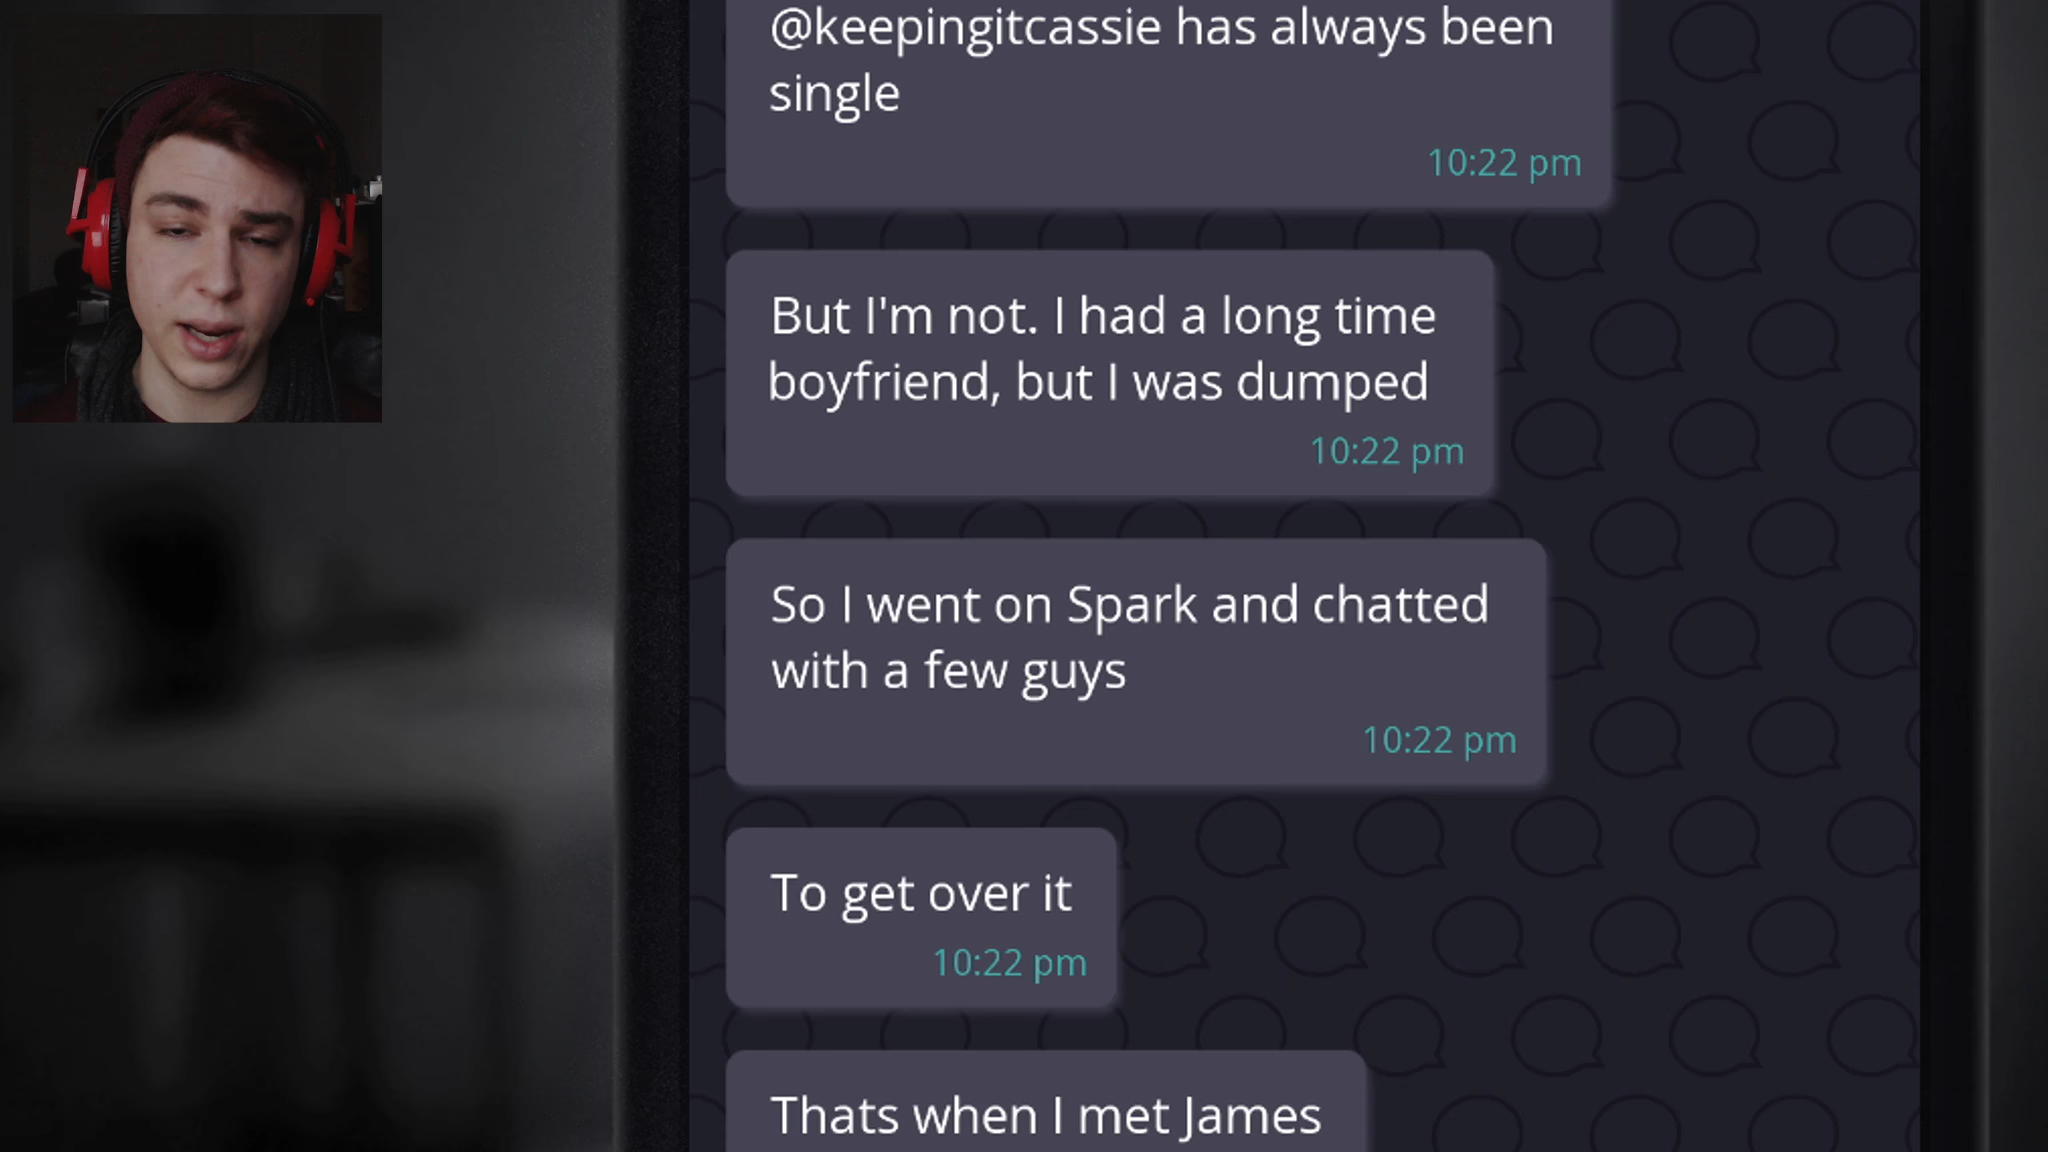 @keepingitcassie has always been
single
10:22 pm
But I'm not. I had a long time
boyfriend, but I was dumped
10:22 pm
So I went on Spark and chatted
with a few guys
10:22 pm
To get over it
10:22 pm
Thats when I met James